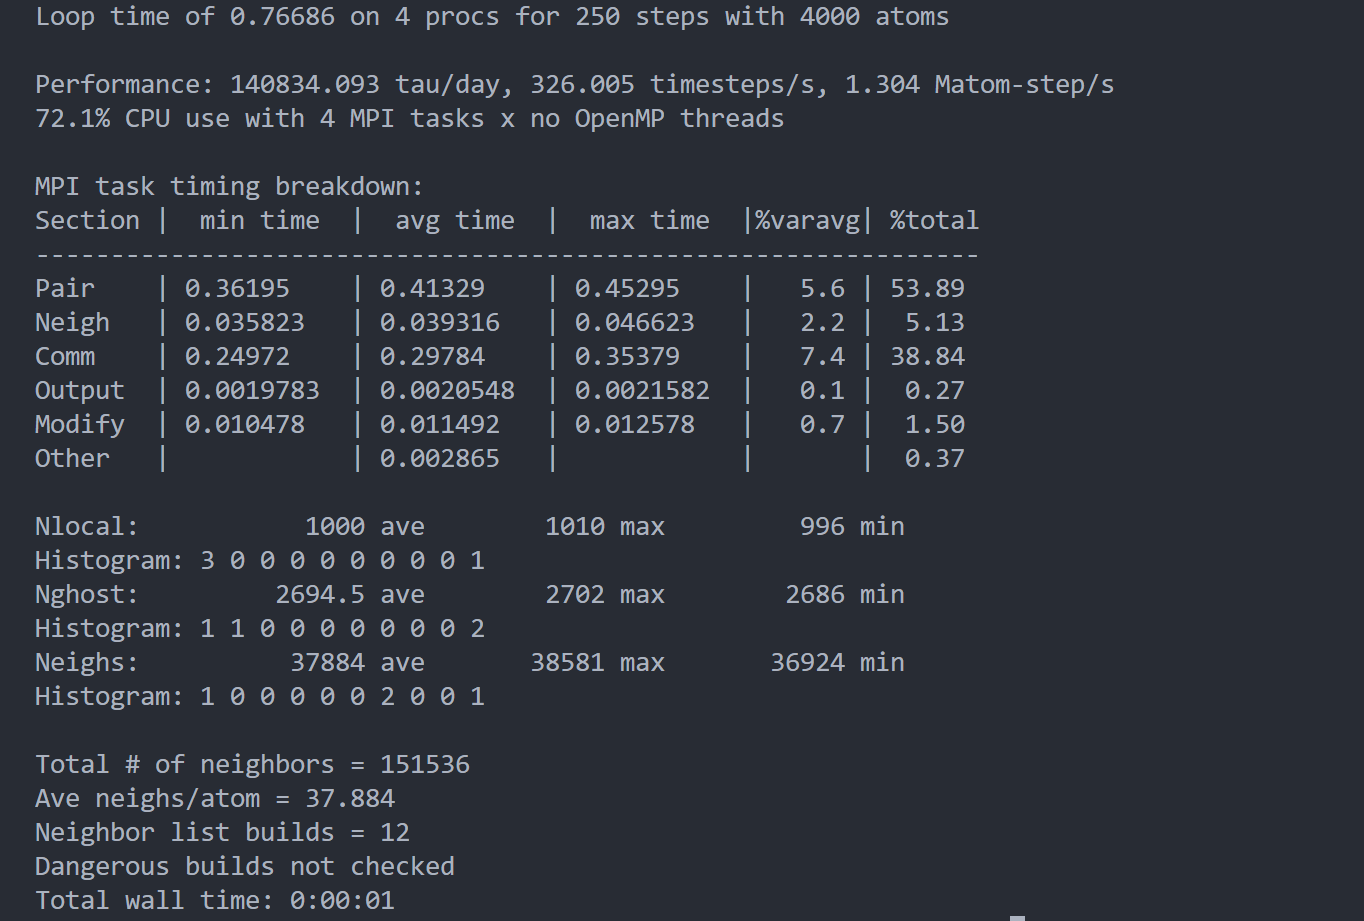 Loop time of 0.76686 on 4 procs for 250 steps with 4000 atoms

Performance: 140834.093 tau/day, 326.005 timesteps/s, 1.304 Matom-step/s
72.1% CPU use with 4 MPI tasks x no OpenMP threads

MPI task timing breakdown:
Section |  min time  |  avg time  |  max time  |%varavg| %total
---------------------------------------------------------------
Pair    | 0.36195    | 0.41329    | 0.45295    |   5.6 | 53.89
Neigh   | 0.035823   | 0.039316   | 0.046623   |   2.2 |  5.13
Comm    | 0.24972    | 0.29784    | 0.35379    |   7.4 | 38.84
Output  | 0.0019783  | 0.0020548  | 0.0021582  |   0.1 |  0.27
Modify  | 0.010478   | 0.011492   | 0.012578   |   0.7 |  1.50
Other   |            | 0.002865   |            |       |  0.37

Nlocal:           1000 ave        1010 max         996 min
Histogram: 3 0 0 0 0 0 0 0 0 1
Nghost:         2694.5 ave        2702 max        2686 min
Histogram: 1 1 0 0 0 0 0 0 0 2
Neighs:          37884 ave       38581 max       36924 min
Histogram: 1 0 0 0 0 0 2 0 0 1

Total # of neighbors = 151536
Ave neighs/atom = 37.884
Neighbor list builds = 12
Dangerous builds not checked
Total wall time: 0:00:01